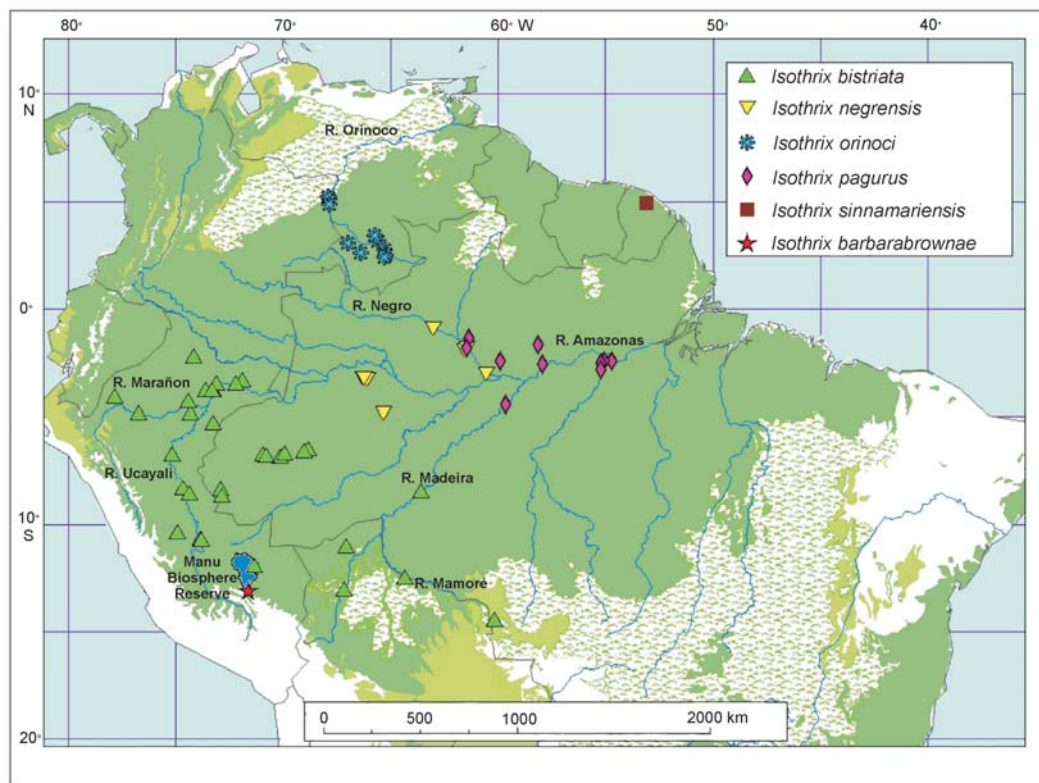 80° 70° 60° W 50° 40°
Isothrix bistriata
Isothrix negrensis
Isothrix orinoci
Isothrix pagurus
Isothrix sinnamariensis
Isothrix barbarabrownae
10°
N
R. Orinoco
0°
R. Negro
R. Amazonas
R. Marañon
R. Ucayali
R. Madeira
10°
S
Manu
Biosphere
Reserve
R. Mamoré
20°
0 500 1000 2000 km